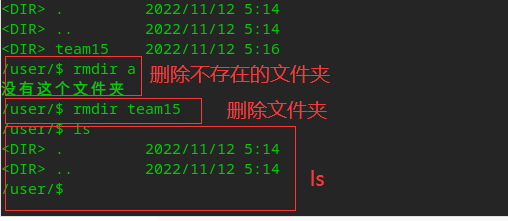 <DIR> .          2022/11/12 5:14
<DIR> ..         2022/11/12 5:14
<DIR> team15     2022/11/12 5:16
/user/$ rmdir a
没有这个文件夹
删除不存在的文件夹
/user/$ rmdir team15
删除文件夹
/user/$ ls
<DIR> .          2022/11/12 5:14
<DIR> ..         2022/11/12 5:14
/user/$
ls